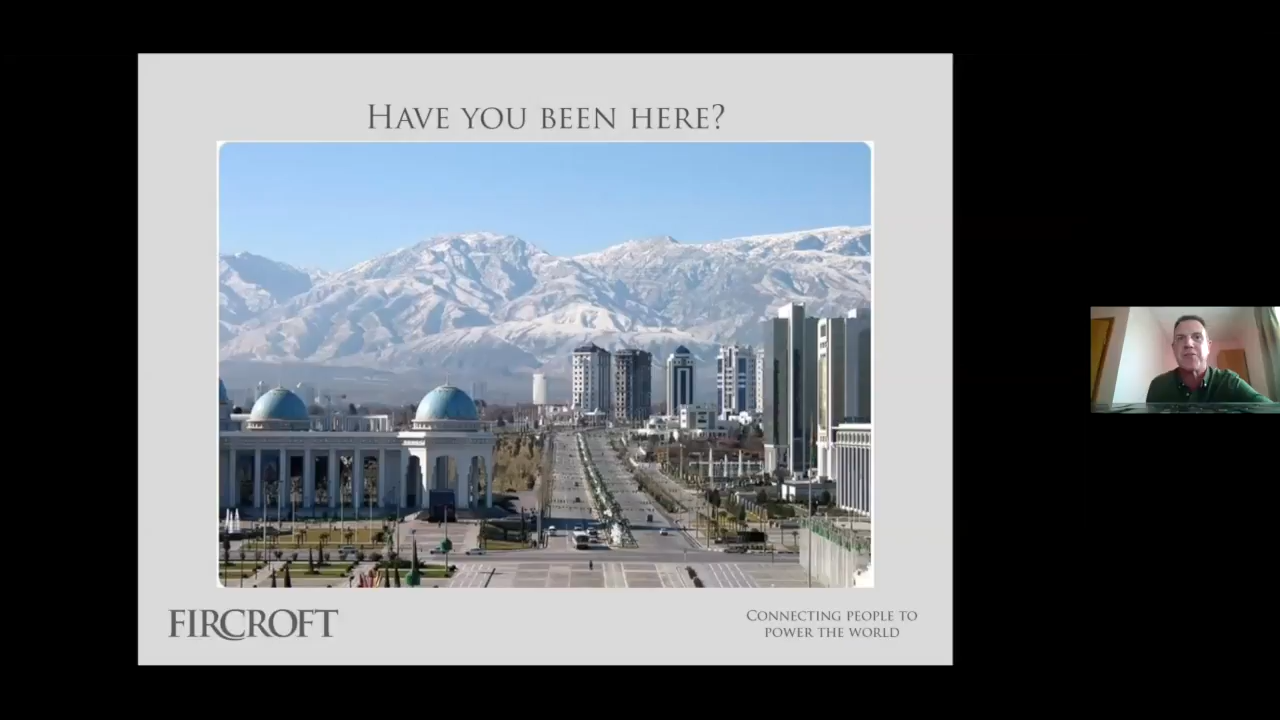 Have you been here?
FIRCROFT
Connecting people to
power the world